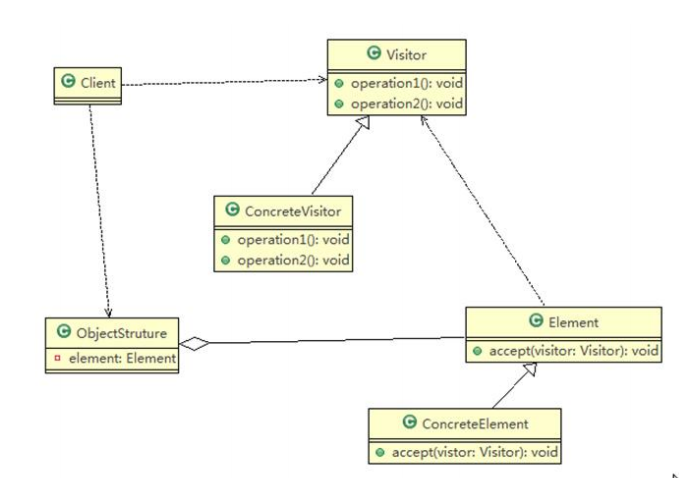 Visitor
operation1(): void
operation2(): void
Client
ConcreteVisitor
operation1(): void
operation2(): void
ObjectStruture
element: Element
Element
accept(visitor: Visitor): void
ConcreteElement
accept(vistor: Visitor): void